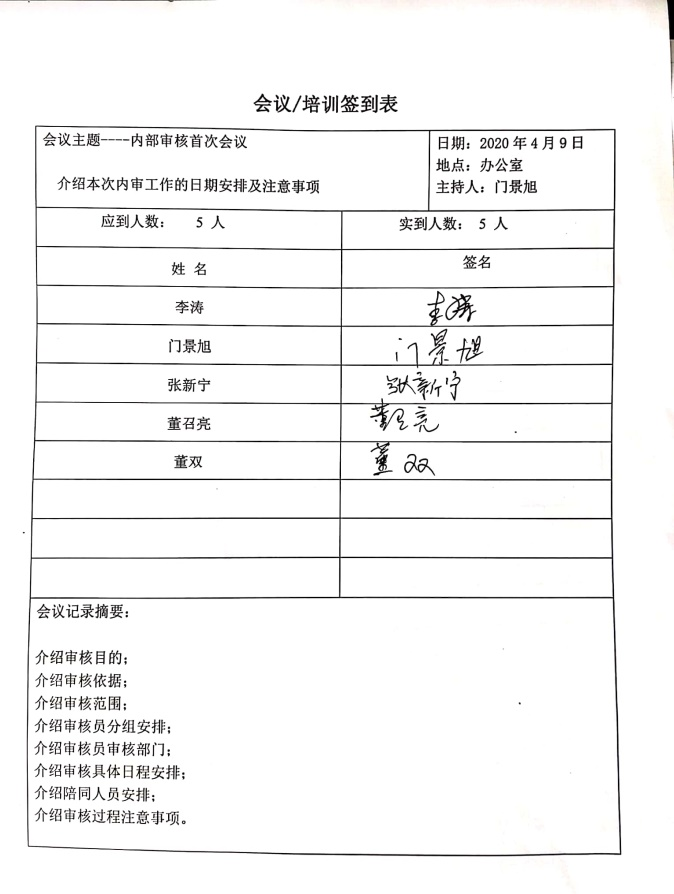 会议/培训签到表
会议主题----内部审核首次会议
介绍本次内审工作的日期安排及注意事项
日期：2020年4月9日
地点：办公室
主持人：门景旭
应到人数： 5 人
实到人数： 5 人
姓 名
签名
李涛
李涛
门景旭
门景旭
张新宁
张新宁
董召亮
董召亮
董双
董双
会议记录摘要：
介绍审核目的；
介绍审核依据；
介绍审核范围；
介绍审核员分组安排；
介绍审核员审核部门；
介绍审核具体日程安排；
介绍陪同人员安排；
介绍审核过程注意事项。